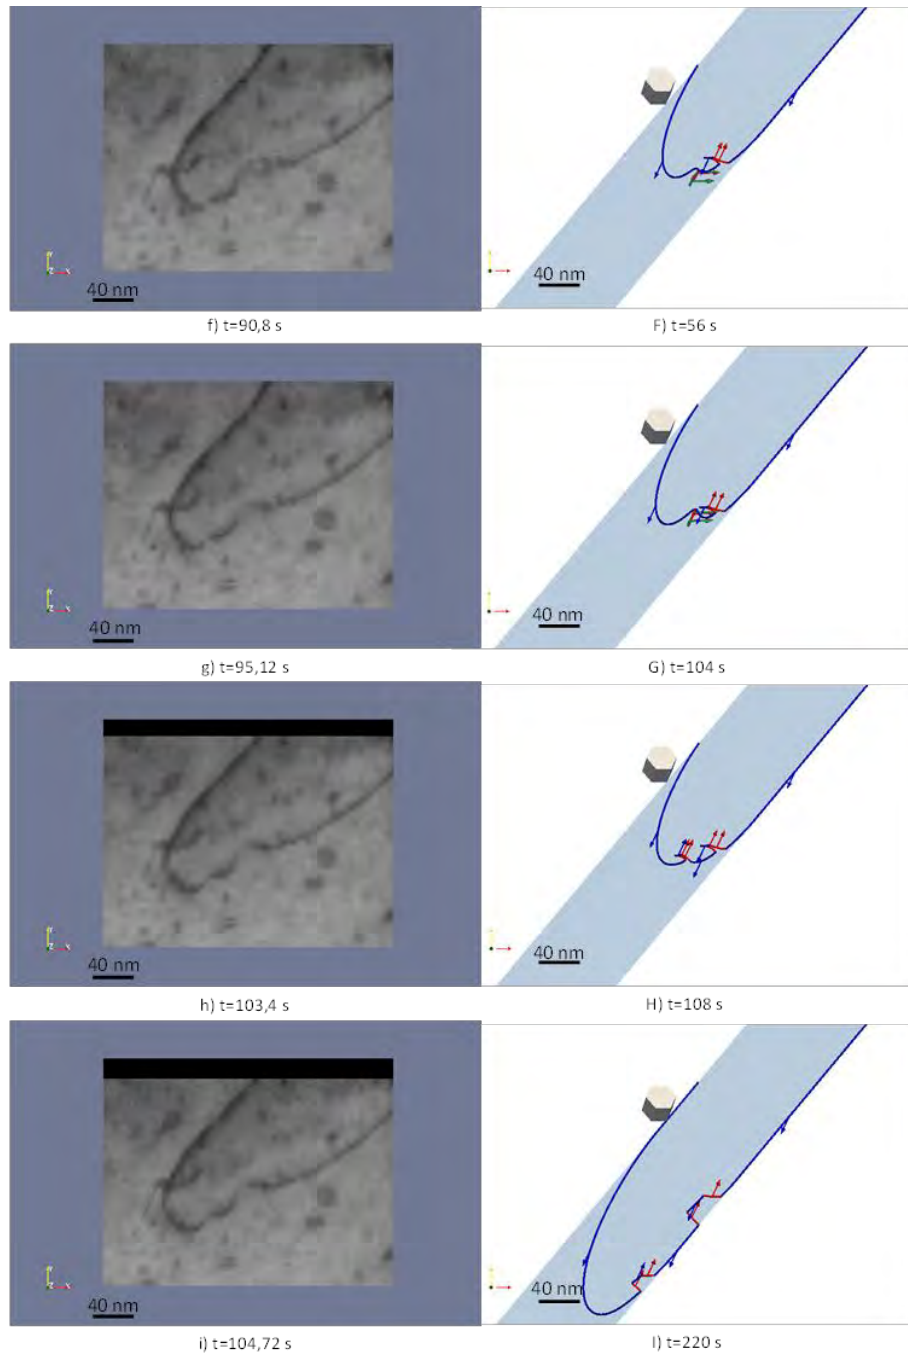 40 nm
40 nm
f) t=90,8 s
F) t=56 s
40 nm
40 nm
g) t=95,12 s
G) t=104 s
40 nm
40 nm
h) t=103,4 s
H) t=108 s
40 nm
40 nm
i) t=104,72 s
I) t=220 s